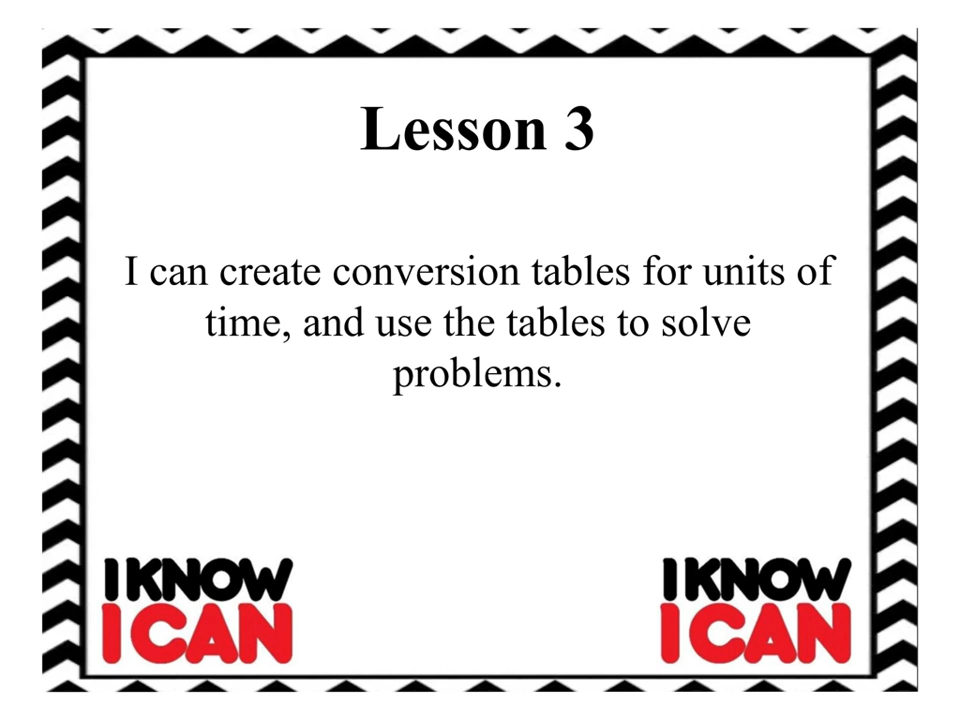 Lesson 3
I can create conversion tables for units of
time, and use the tables to solve
problems.
I KNOW
I CAN
I KNOW
I CAN